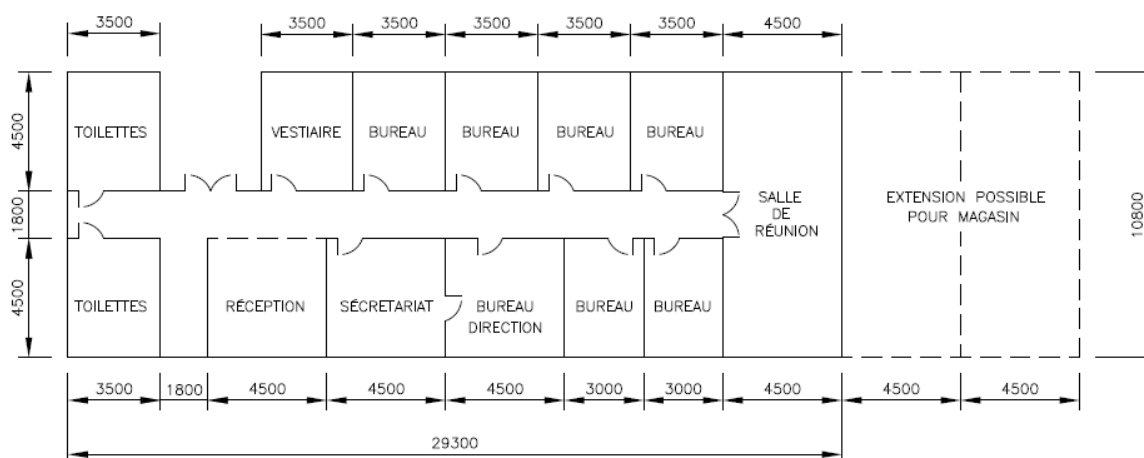 3500
3500
3500
3500
3500
3500
4500
4500
TOILETTES
VESTIAIRE
BUREAU
BUREAU
BUREAU
BUREAU
1800
SALLE
DE
RÉUNION
EXTENSION POSSIBLE
POUR MAGASIN
10800
4500
TOILETTES
RÉCEPTION
SÉCRETARIAT
BUREAU
DIRECTION
BUREAU
BUREAU
3500
1800
4500
4500
4500
3000
3000
4500
4500
4500
29300